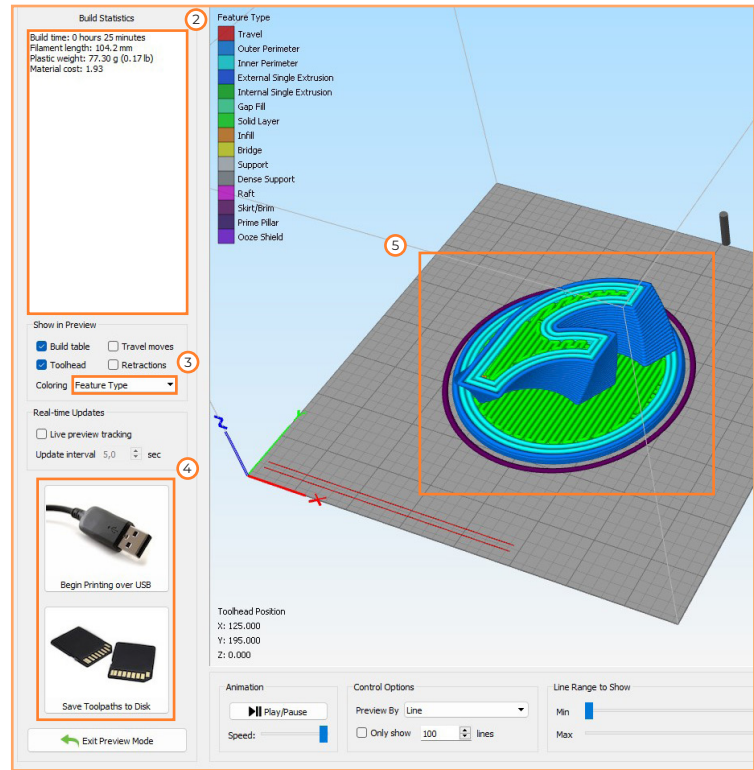 Build Statistics
2
Build time: 0 hours 25 minutes
Filament length: 104.2 mm
Plastic weight: 77.30 g (0.17 lb)
Material cost: 1.93
Show in Preview
Build table
Travel moves
Toolhead
Retractions
3
Coloring
Feature Type
Real-time Updates
Live preview tracking
Update interval 5,0 sec
4
Begin Printing over USB
Save Toolpaths to Disk
Exit Preview Mode
Feature Type
Travel
Outer Perimeter
Inner Perimeter
External Single Extrusion
Internal Single Extrusion
Gap Fill
Solid Layer
Infill
Bridge
Support
Dense Support
Raft
Skirt/Brim
Prime Pillar
Ooze Shield
5
Z
X
Toolhead Position
X: 125.000
Y: 195.000
Z: 0.000
Animation
Play/Pause
Speed:
Control Options
Preview By Line
Only show 100 lines
Line Range to Show
Min
Max